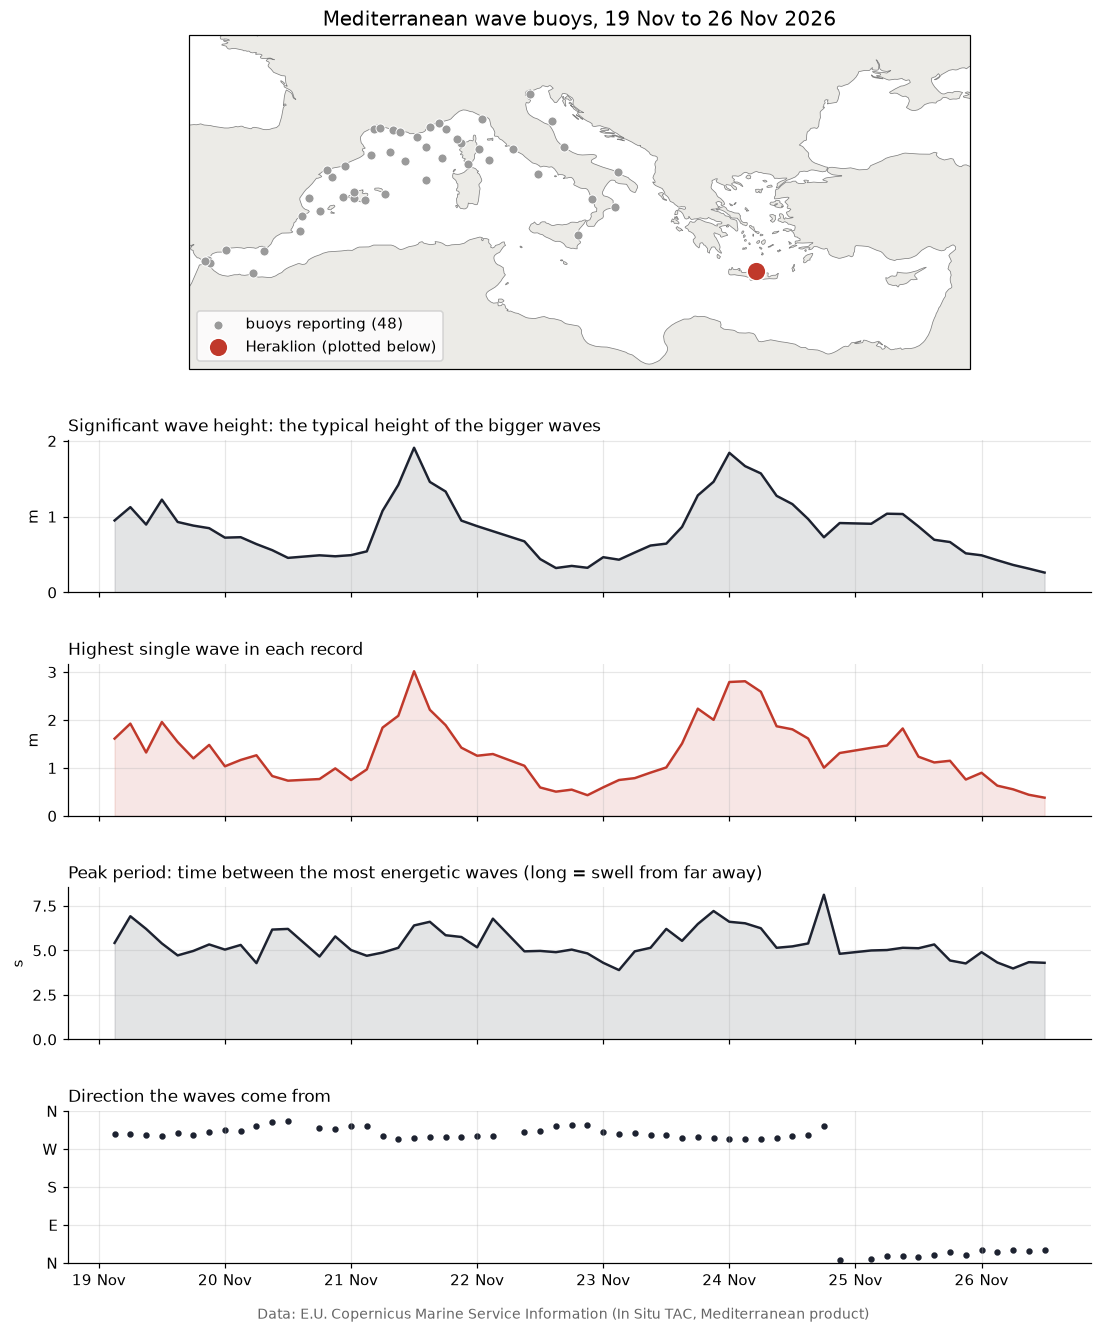 Mediterranean wave buoys, 19 Nov to 26 Nov 2026
buoys reporting (48)
Heraklion (plotted below)
Significant wave height: the typical height of the bigger waves
2
1
0
m
Highest single wave in each record
3
2
1
0
m
Peak period: time between the most energetic waves (long = swell from far away)
7.5
5.0
2.5
0.0
s
Direction the waves come from
N
W
S
E
N
19 Nov 20 Nov 21 Nov 22 Nov 23 Nov 24 Nov 25 Nov 26 Nov
Data: E.U. Copernicus Marine Service Information (In Situ TAC, Mediterranean product)